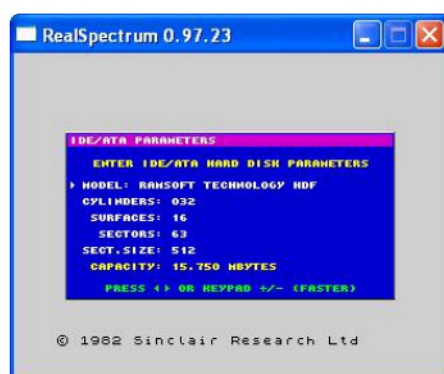 RealSpectrum 0.97.23
IDE/ATA PARAMETERS
ENTER IDE/ATA HARD DISK PARAMETERS
MODEL: RAMSOFT TECHNOLOGY HDF
CYLINDERS: 032
SURFACES: 16
SECTORS: 63
SECT.SIZE: 512
CAPACITY: 15.750 MBYTES
PRESS ◂▸ OR KEYPAD +/- (FASTER)
© 1982 Sinclair Research Ltd